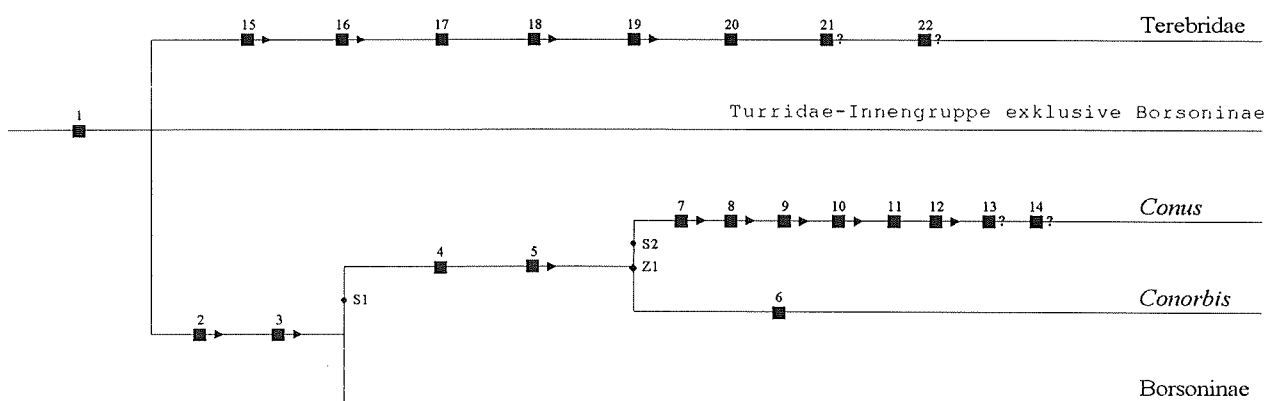 15 16 17 18 19 20 21 22 Terebridae
? ?
1 Turridae-Innengruppe exklusive Borsoninae
7 8 9 10 11 12 13 14 Conus
? ?
S2
4 5 Z1
6 Conorbis
S1
2 3
Borsoninae